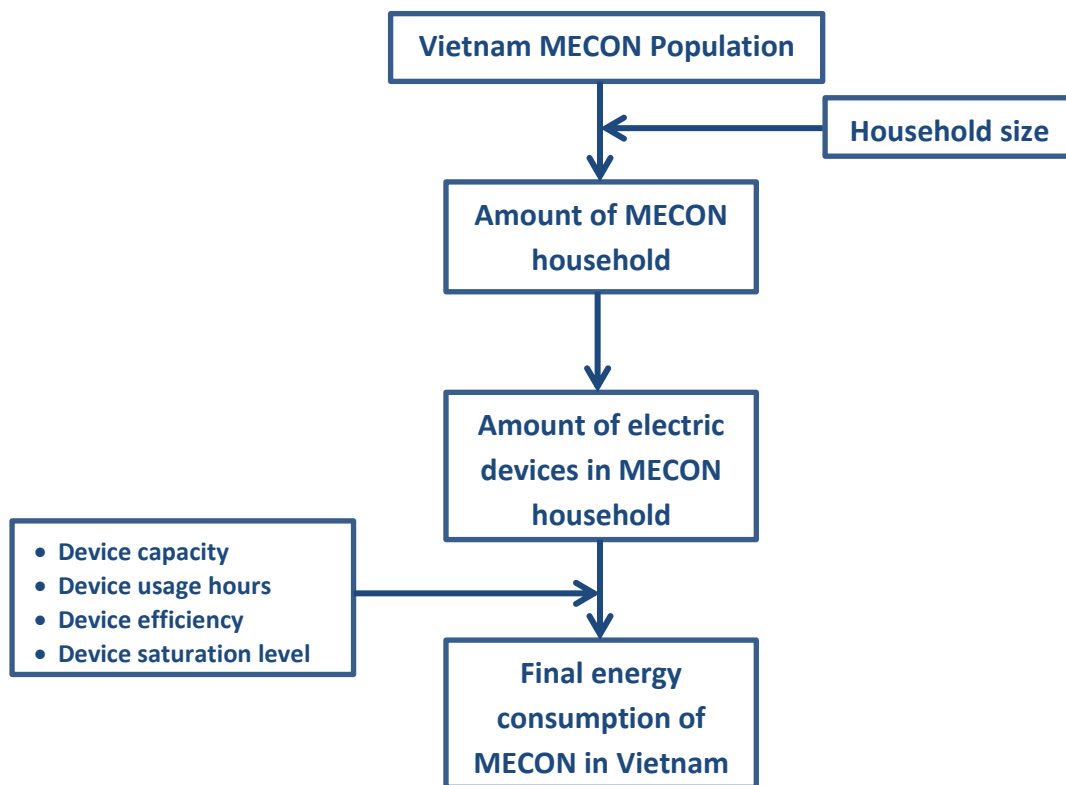 Vietnam MECON Population
Household size
Amount of MECON
household
Amount of electric
devices in MECON
household
• Device capacity
• Device usage hours
• Device efficiency
• Device saturation level
Final energy
consumption of
MECON in Vietnam